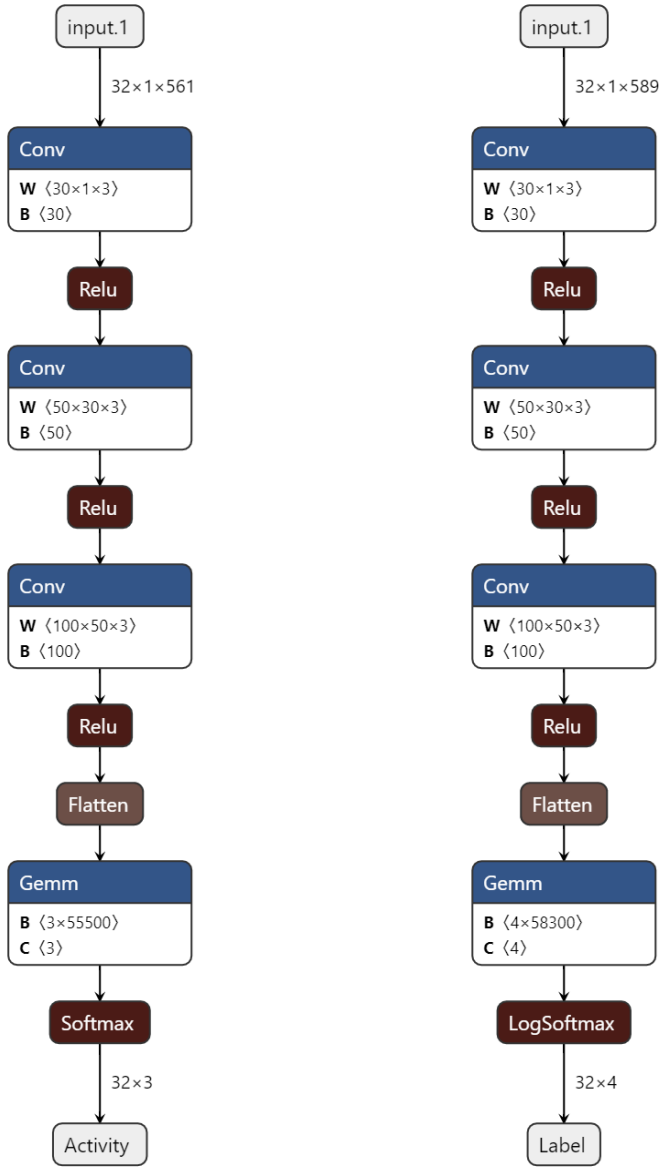 input.1
32×1×561
Conv
W ⟨30×1×3⟩
B ⟨30⟩
Relu
Conv
W ⟨50×30×3⟩
B ⟨50⟩
Relu
Conv
W ⟨100×50×3⟩
B ⟨100⟩
Relu
Flatten
Gemm
B ⟨3×55500⟩
C ⟨3⟩
Softmax
32×3
Activity
input.1
32×1×589
Conv
W ⟨30×1×3⟩
B ⟨30⟩
Relu
Conv
W ⟨50×30×3⟩
B ⟨50⟩
Relu
Conv
W ⟨100×50×3⟩
B ⟨100⟩
Relu
Flatten
Gemm
B ⟨4×58300⟩
C ⟨4⟩
LogSoftmax
32×4
Label